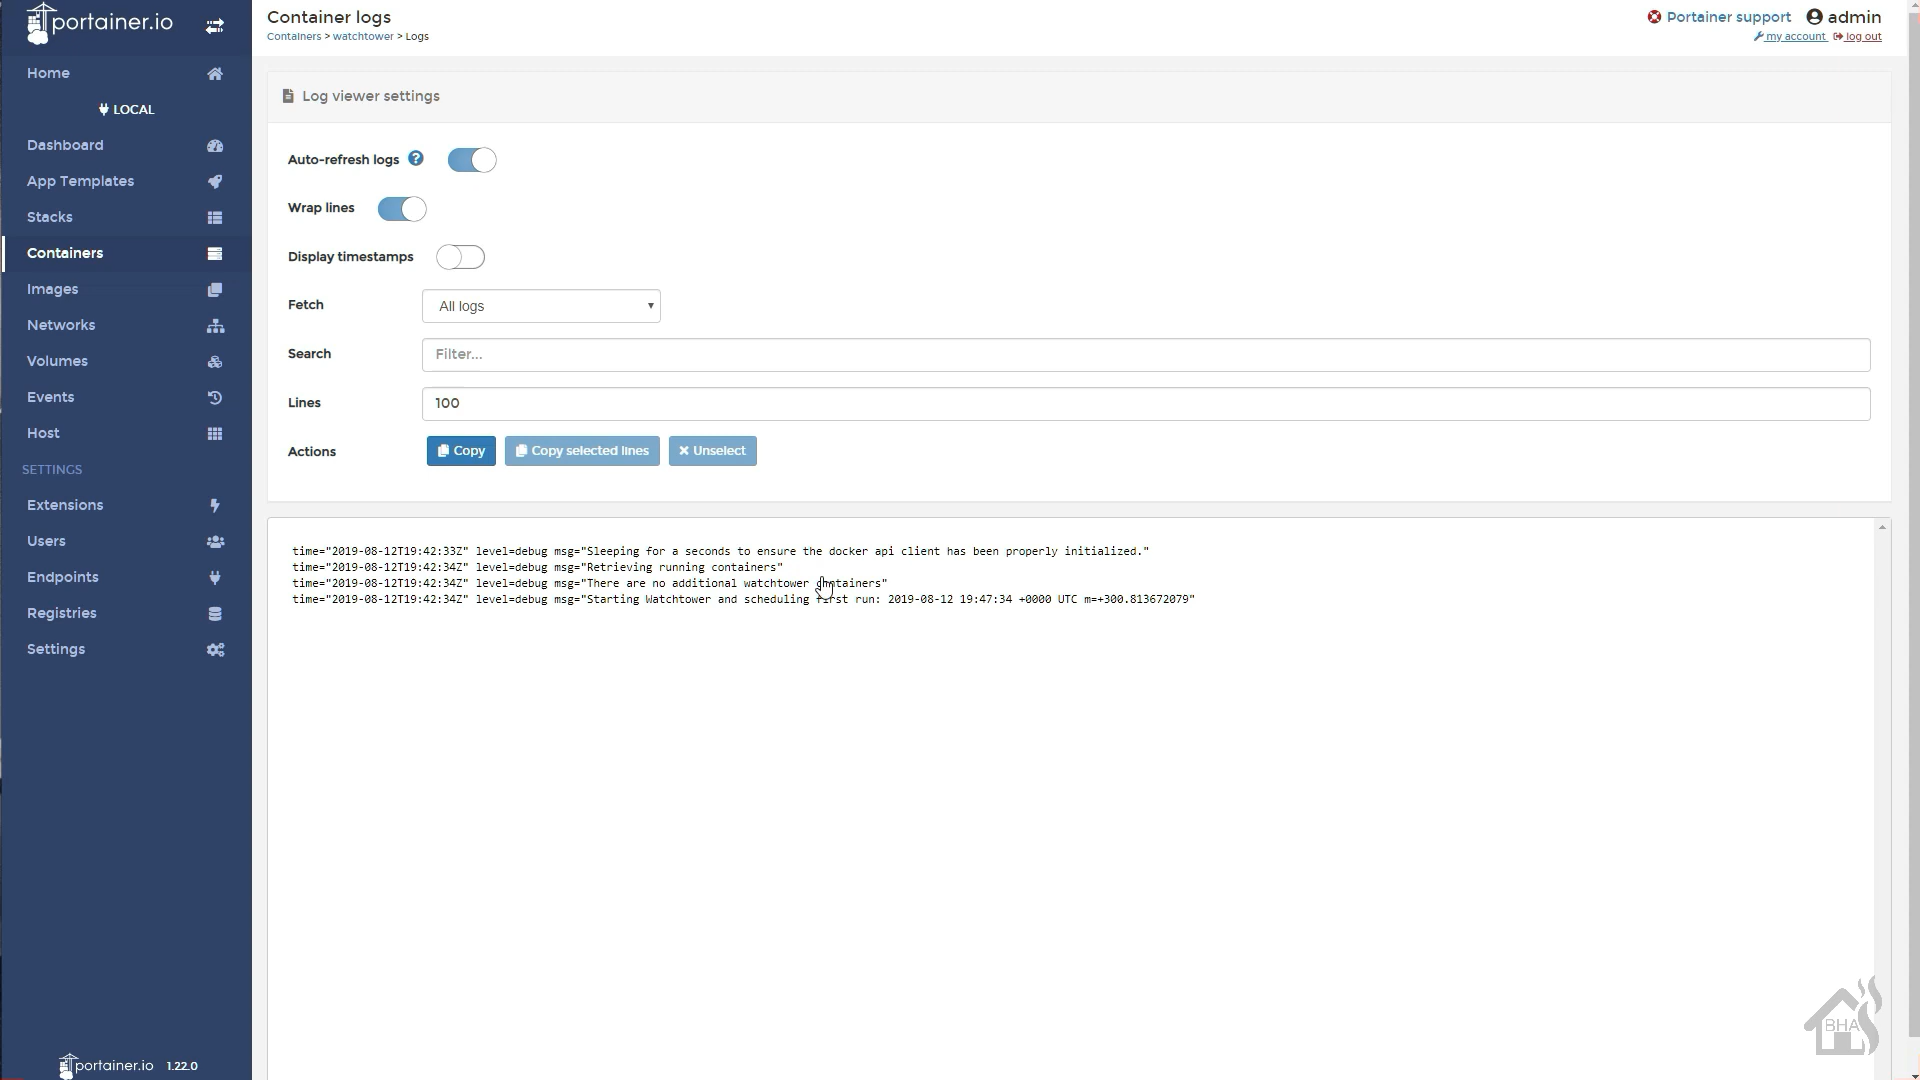 portainer.io
Container logs
Containers > watchtower > Logs
Portainer support
admin
my account
log out
Home
LOCAL
Dashboard
App Templates
Stacks
Containers
Images
Networks
Volumes
Events
Host
SETTINGS
Extensions
Users
Endpoints
Registries
Settings
Log viewer settings
Auto-refresh logs
Wrap lines
Display timestamps
Fetch All logs
Search Filter...
Lines 100
Actions Copy Copy selected lines Unselect
time="2019-08-12T19:42:33Z" level=debug msg="Sleeping for a seconds to ensure the docker api client has been properly initialized."
time="2019-08-12T19:42:34Z" level=debug msg="Retrieving running containers"
time="2019-08-12T19:42:34Z" level=debug msg="There are no additional watchtower containers"
time="2019-08-12T19:42:34Z" level=debug msg="Starting Watchtower and scheduling first run: 2019-08-12 19:47:34 +0000 UTC m=+300.813672079"
BHA
portainer.io 1.22.0